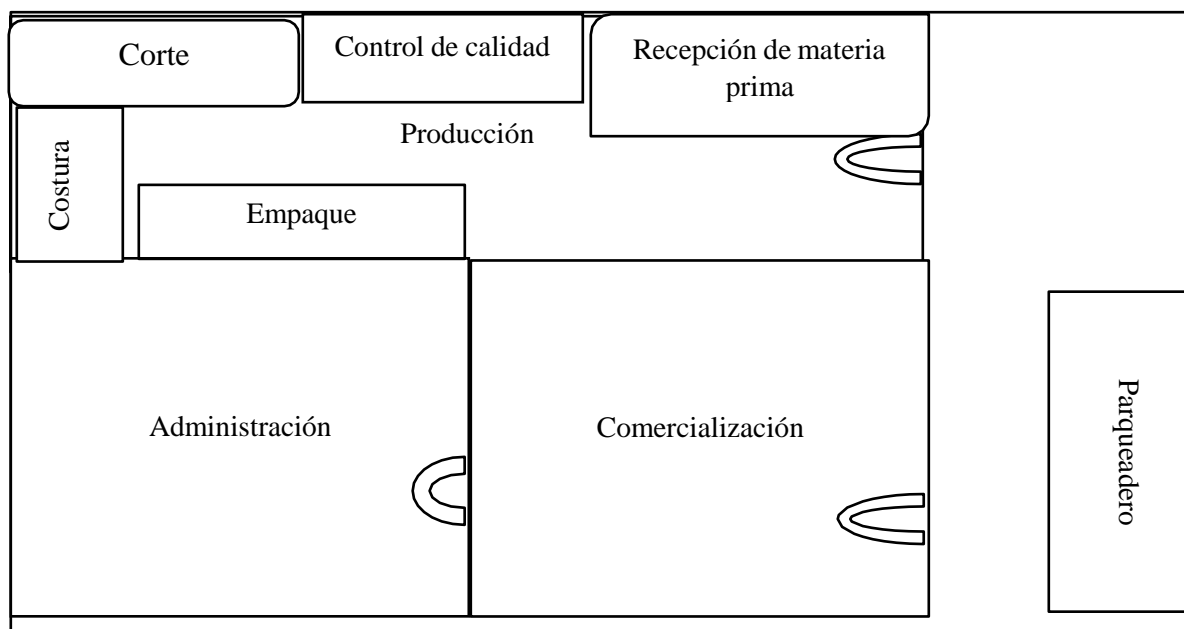 Corte
Control de calidad
Recepción de materia
prima
Producción
Costura
Empaque
Administración
Comercialización
Parqueadero